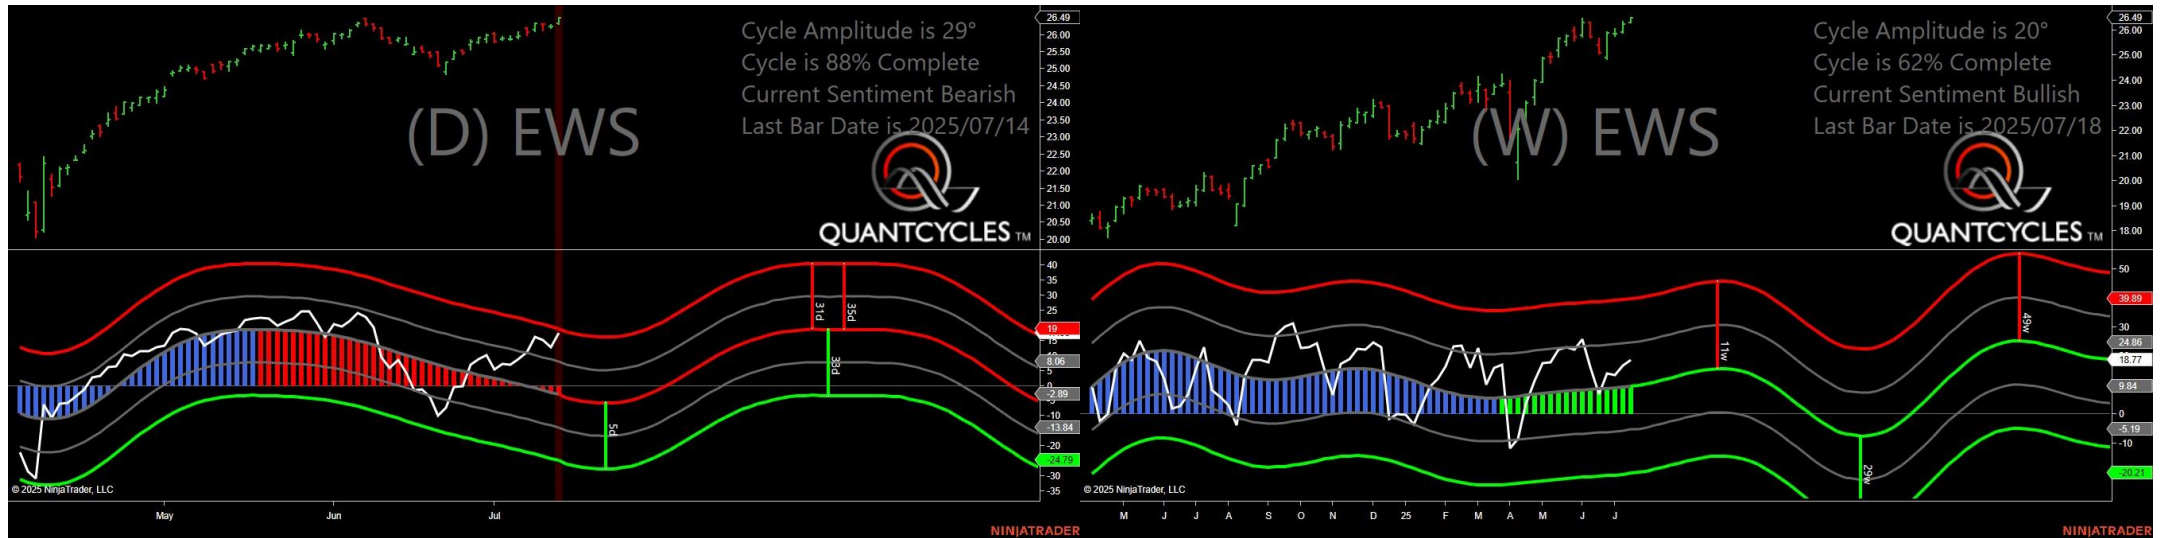 Cycle Amplitude is 29°
Cycle is 88% Complete
Current Sentiment Bearish
Last Bar Date is 2025/07/14
(D) EWS
QUANTCYCLES TM
26.49
26.00
25.50
25.00
24.50
24.00
23.50
23.00
22.50
22.00
21.50
21.00
20.50
20.00
40
35
30
25
19
15
10
8.06
5
0
-2.89
-5
-10
-13.84
-20
-24.79
-30
-35
31d
35d
33d
5d
© 2025 NinjaTrader, LLC
May
Jun
Jul
NINJATRADER
Cycle Amplitude is 20°
Cycle is 62% Complete
Current Sentiment Bullish
Last Bar Date is 2025/07/18
(W) EWS
QUANTCYCLES TM
26.49
26.00
25.00
24.00
23.00
22.00
21.00
20.00
19.00
18.00
50
39.89
30
24.86
18.77
9.84
0
-5.19
-10
-20.21
11w
29w
49w
© 2025 NinjaTrader, LLC
M J J A S O N D 25 F M A M J J
NINJATRADER